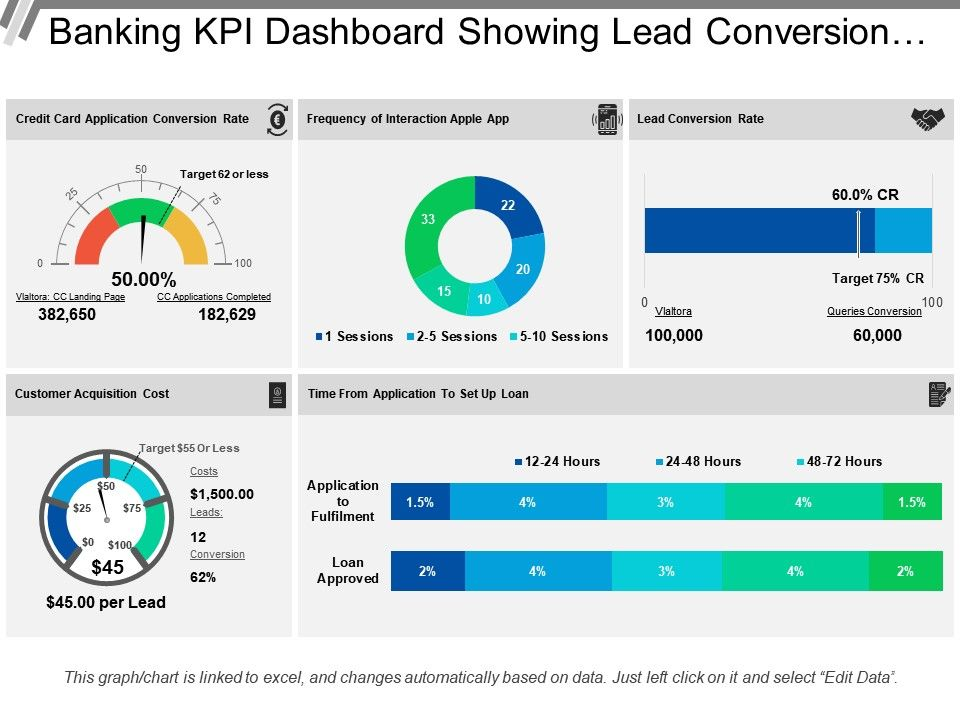 Banking KPI Dashboard Showing Lead Conversion…
Credit Card Application Conversion Rate
€
0
25
50
75
100
Target 62 or less
50.00%
Vlaltora: CC Landing Page
CC Applications Completed
382,650
182,629
Frequency of Interaction Apple App
22
20
10
15
33
1 Sessions
2-5 Sessions
5-10 Sessions
Lead Conversion Rate
60.0% CR
Target 75% CR
0
100
Vlaltora
Queries Conversion
100,000
60,000
Customer Acquisition Cost
Target $55 Or Less
$50
$25
$75
$0
$100
$45
$45.00 per Lead
Costs
$1,500.00
Leads:
12
Conversion
62%
Time From Application To Set Up Loan
12-24 Hours
24-48 Hours
48-72 Hours
Application
to
Fulfilment
1.5%
4%
3%
4%
1.5%
Loan
Approved
2%
4%
3%
4%
2%
This graph/chart is linked to excel, and changes automatically based on data. Just left click on it and select “Edit Data”.